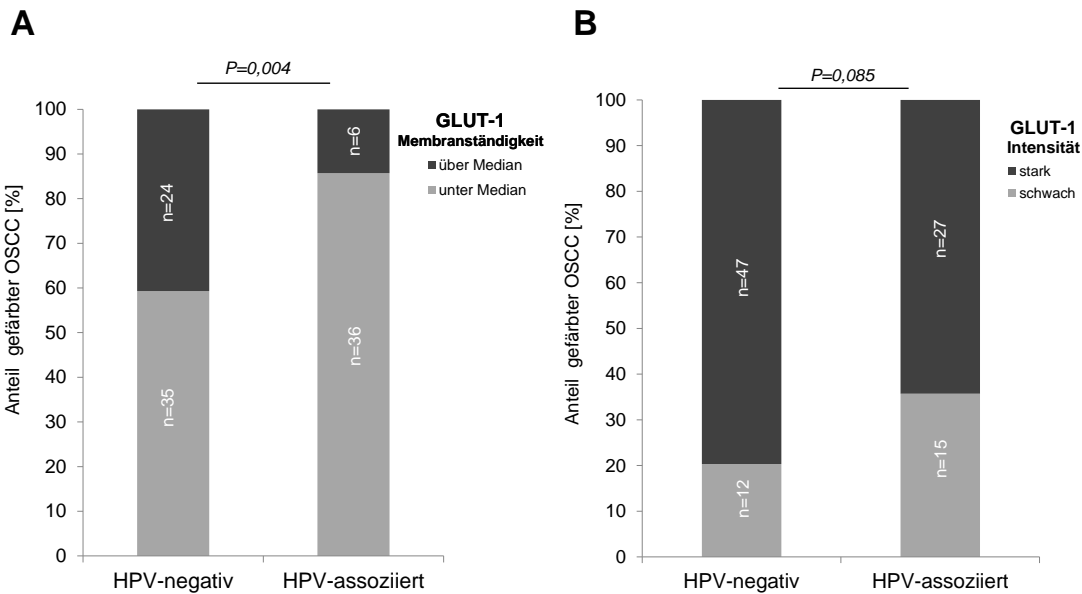 A
P=0,004
100
90
80
70
60
50
40
30
20
10
0
Anteil gefärbter OSCC [%]
n=24
n=35
n=6
n=36
HPV-negativ
HPV-assoziiert
GLUT-1
Membranständigkeit
über Median
unter Median
B
P=0,085
100
90
80
70
60
50
40
30
20
10
0
Anteil gefärbter OSCC [%]
n=47
n=12
n=27
n=15
HPV-negativ
HPV-assoziiert
GLUT-1
Intensität
stark
schwach